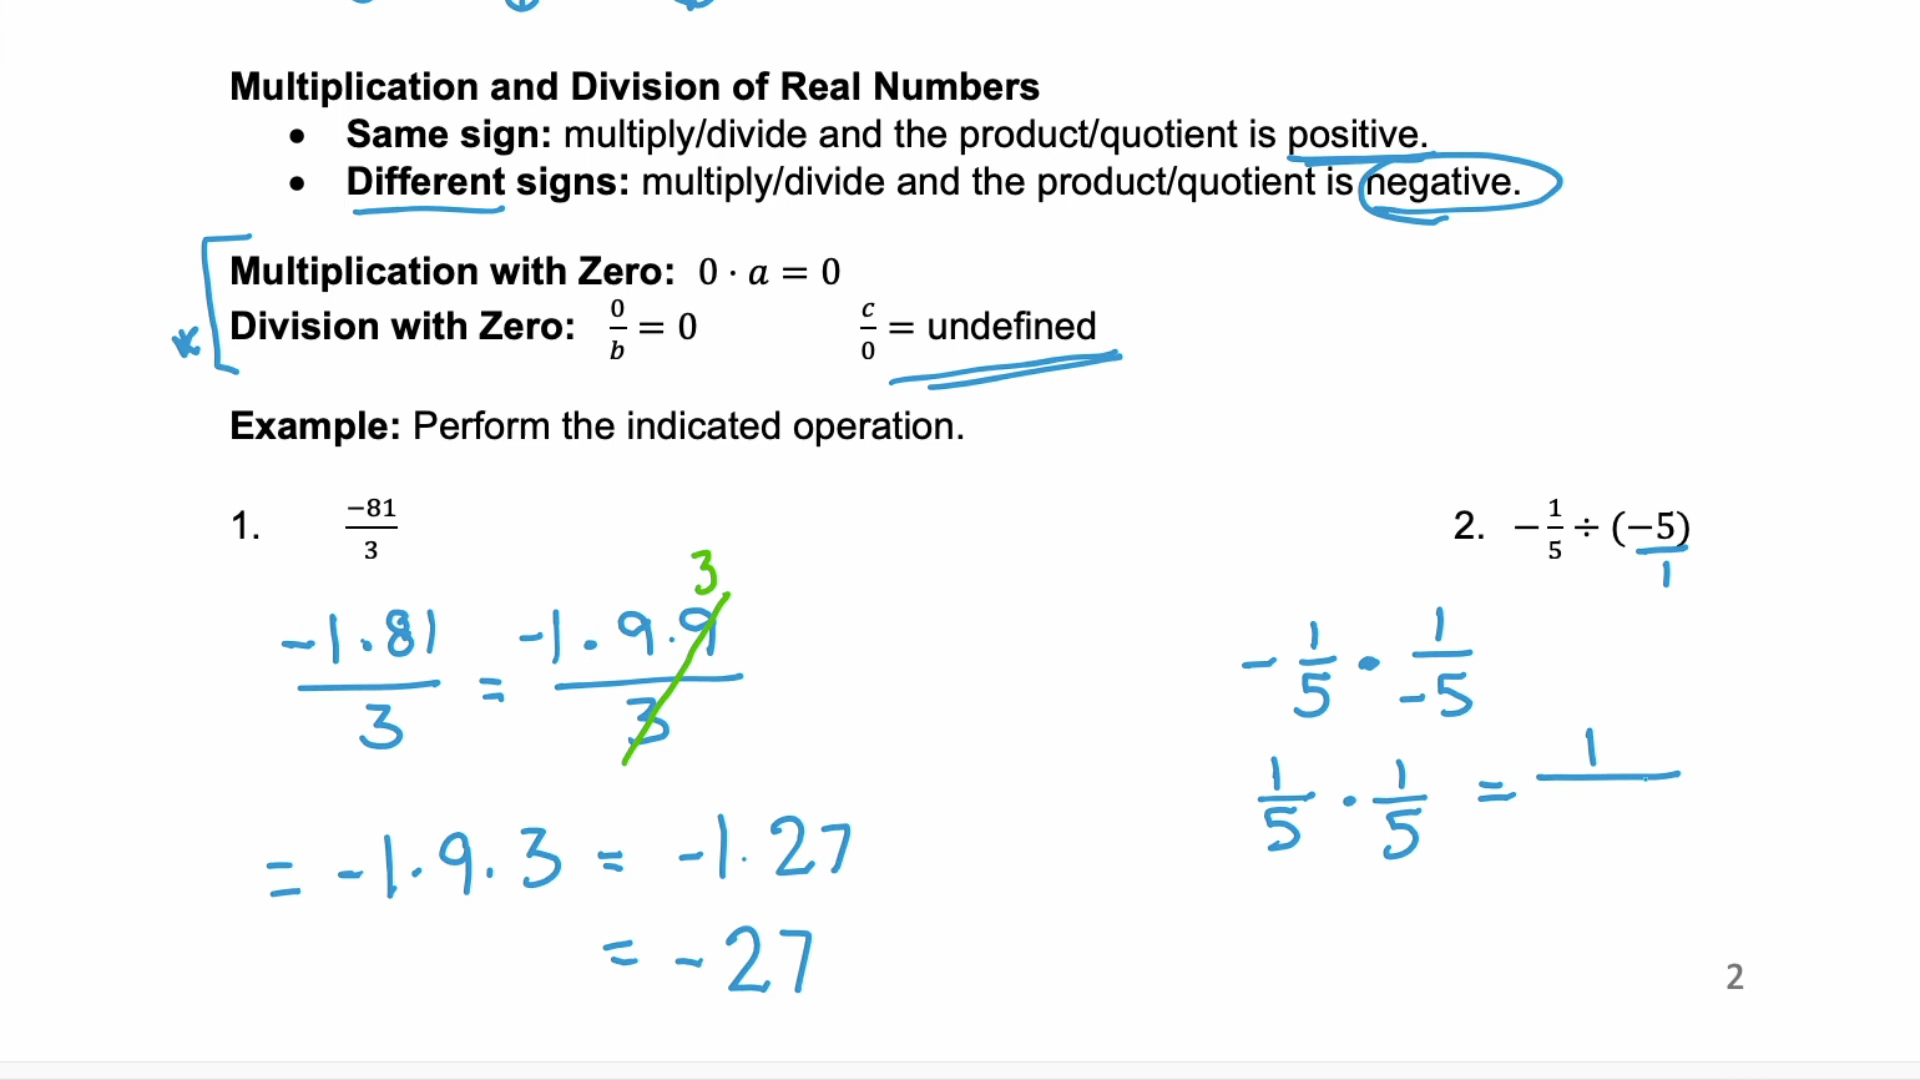 Multiplication and Division of Real Numbers
• Same sign: multiply/divide and the product/quotient is positive.
• Different signs: multiply/divide and the product/quotient is negative.
Multiplication with Zero: 0 · a = 0
* Division with Zero: 0/b = 0 c/0 = undefined
Example: Perform the indicated operation.
1. −81/3
2. −1/5 ÷ (−5)
1
3
-1·81/3 = -1·9·9/3
-1/5 · 1/-5
1/5 · 1/5 = 1
= -1·9·3 = -1·27
= -27
2